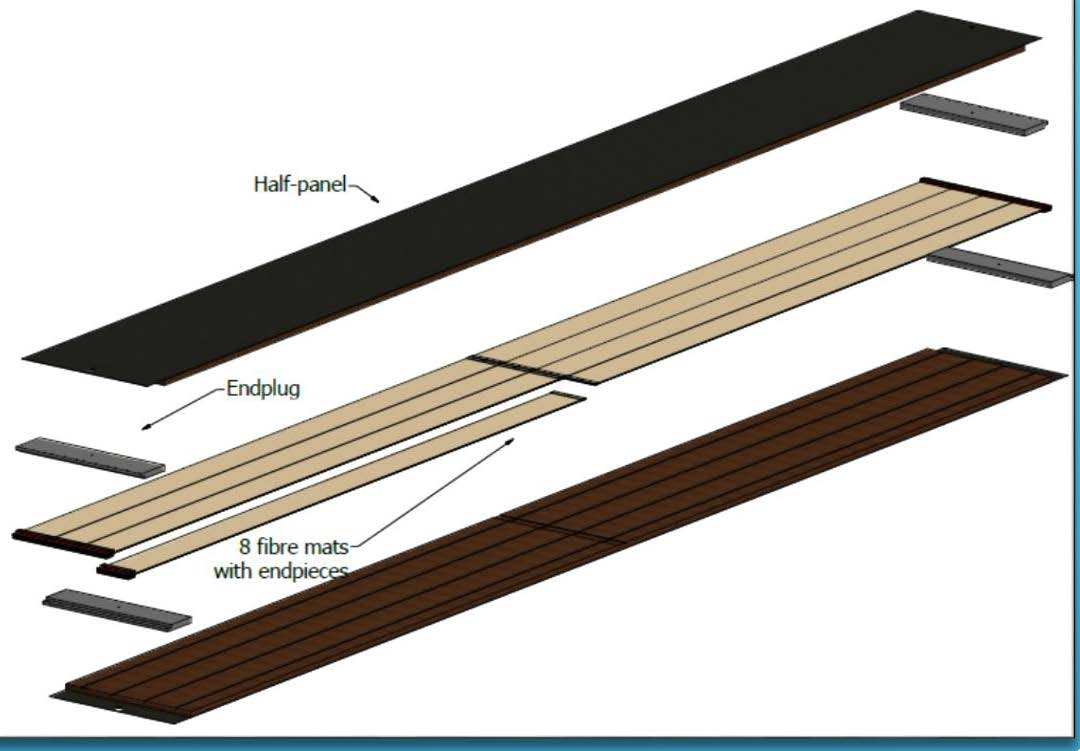 Half-panel
Endplug
8 fibre mats
with endpieces